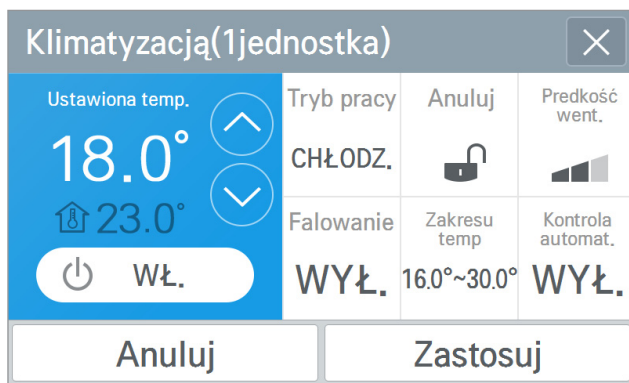 Klimatyzacją(1jednostka)
Ustawiona temp.
18.0°
23.0°
WŁ.
Tryb pracy
CHŁODZ.
Anuluj
Predkość
went.
Falowanie
WYŁ.
Zakresu
temp
16.0°~30.0°
Kontrola
automat.
WYŁ.
Anuluj
Zastosuj